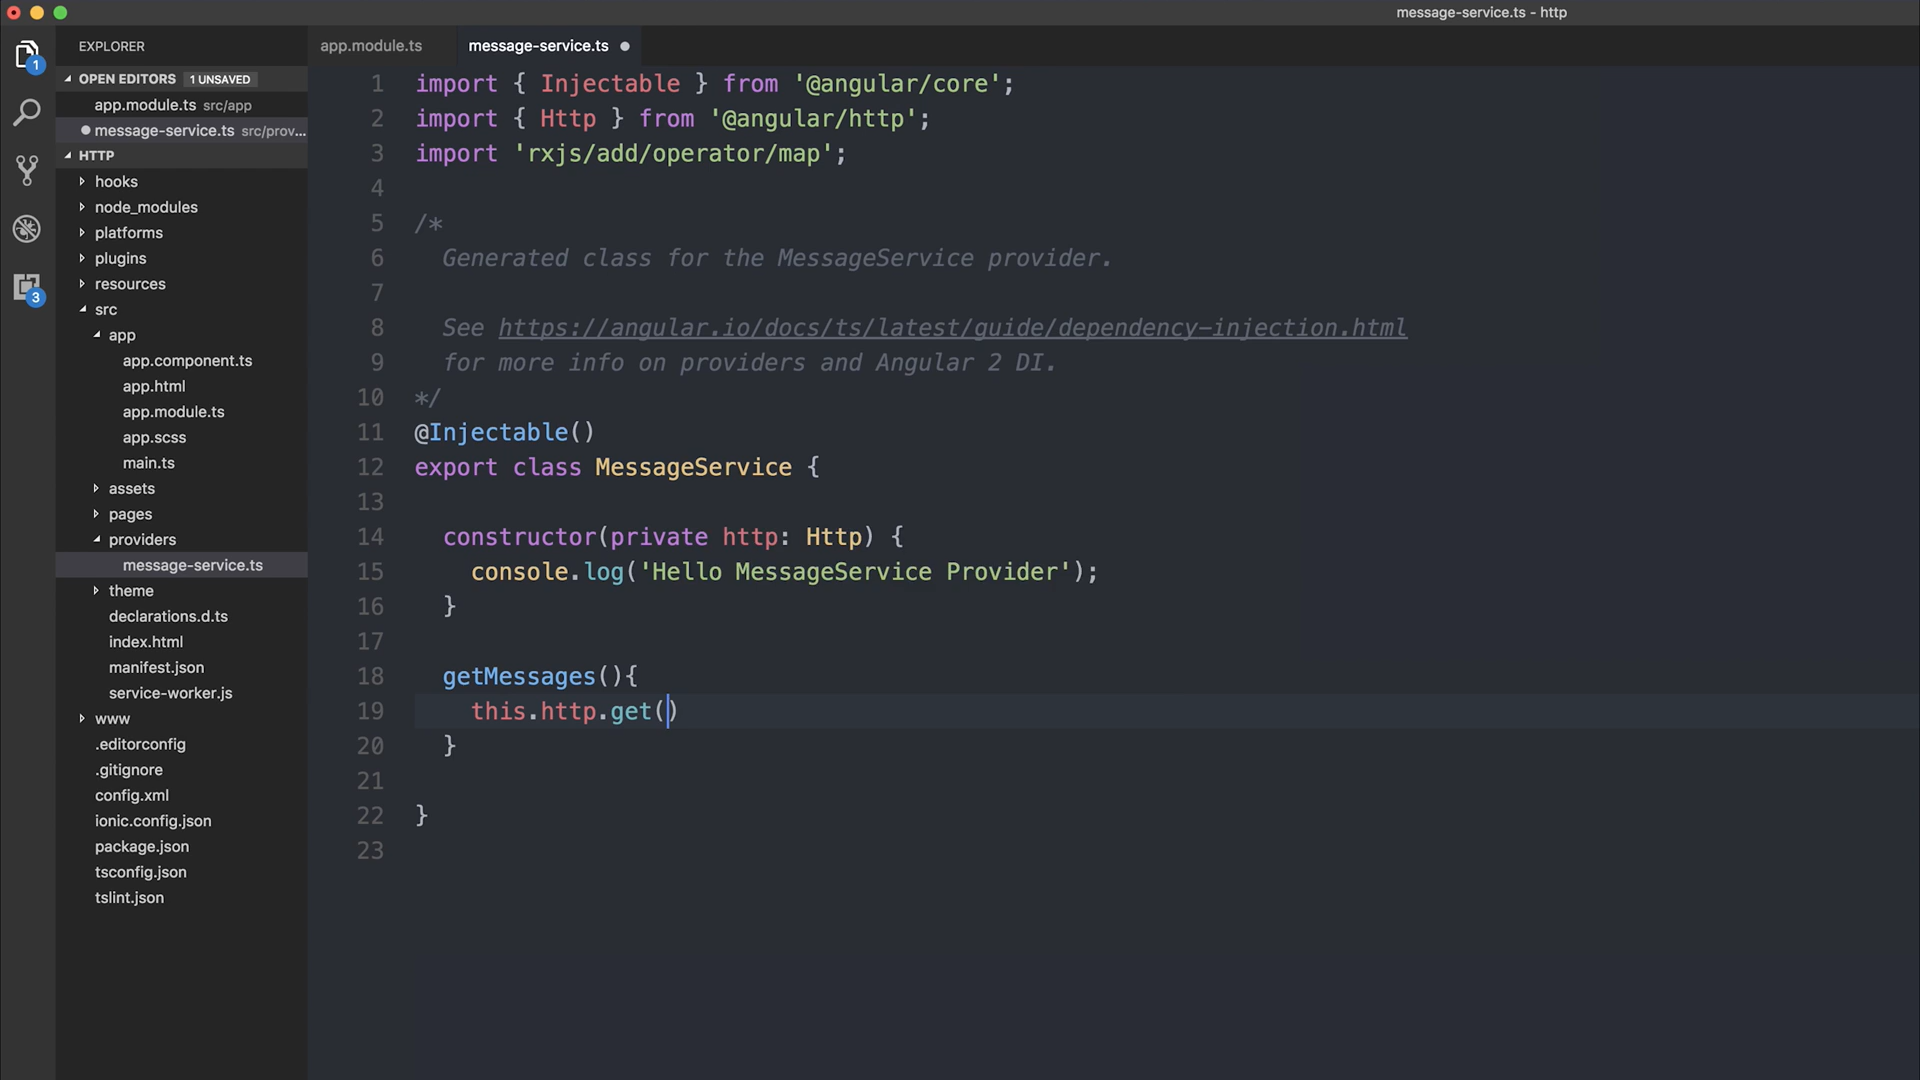 message-service.ts - http
EXPLORER
OPEN EDITORS 1 UNSAVED
app.module.ts src/app
message-service.ts src/prov...
HTTP
hooks
node_modules
platforms
plugins
resources
src
app
app.component.ts
app.html
app.module.ts
app.scss
main.ts
assets
pages
providers
message-service.ts
theme
declarations.d.ts
index.html
manifest.json
service-worker.js
www
.editorconfig
.gitignore
config.xml
ionic.config.json
package.json
tsconfig.json
tslint.json
1
3
app.module.ts message-service.ts
1 import { Injectable } from '@angular/core';
2 import { Http } from '@angular/http';
3 import 'rxjs/add/operator/map';
4
5 /*
6 Generated class for the MessageService provider.
7
8 See https://angular.io/docs/ts/latest/guide/dependency-injection.html
9 for more info on providers and Angular 2 DI.
10 */
11 @Injectable()
12 export class MessageService {
13
14 constructor(private http: Http) {
15 console.log('Hello MessageService Provider');
16 }
17
18 getMessages(){
19 this.http.get()
20 }
21
22 }
23